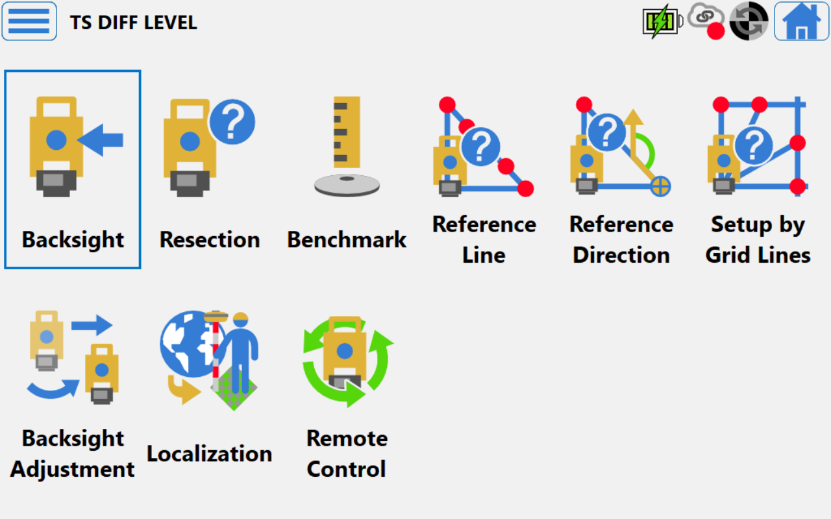 TS DIFF LEVEL
Backsight
Resection
Benchmark
Reference
Line
Reference
Direction
Setup by
Grid Lines
Backsight
Adjustment
Localization
Remote
Control